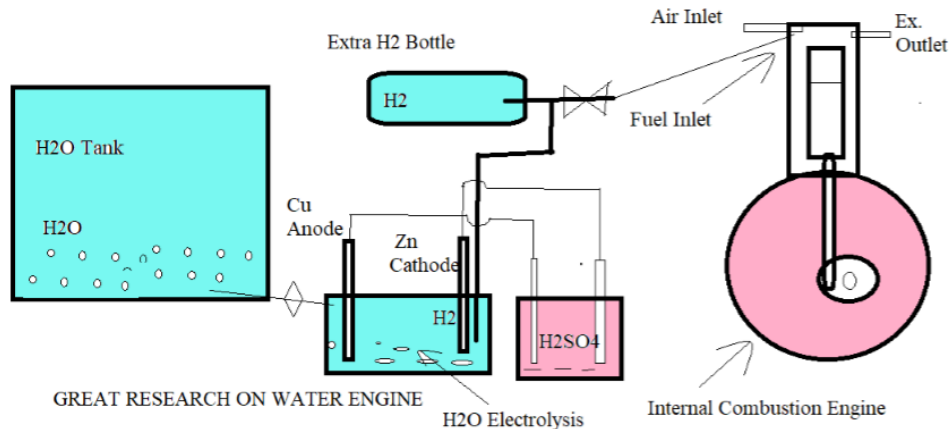 Air Inlet
Ex.
Outlet
Extra H2 Bottle
H2
Fuel Inlet
H2O Tank
H2O
Cu
Anode
Zn
Cathode
H2
H2SO4
GREAT RESEARCH ON WATER ENGINE
H2O Electrolysis
Internal Combustion Engine